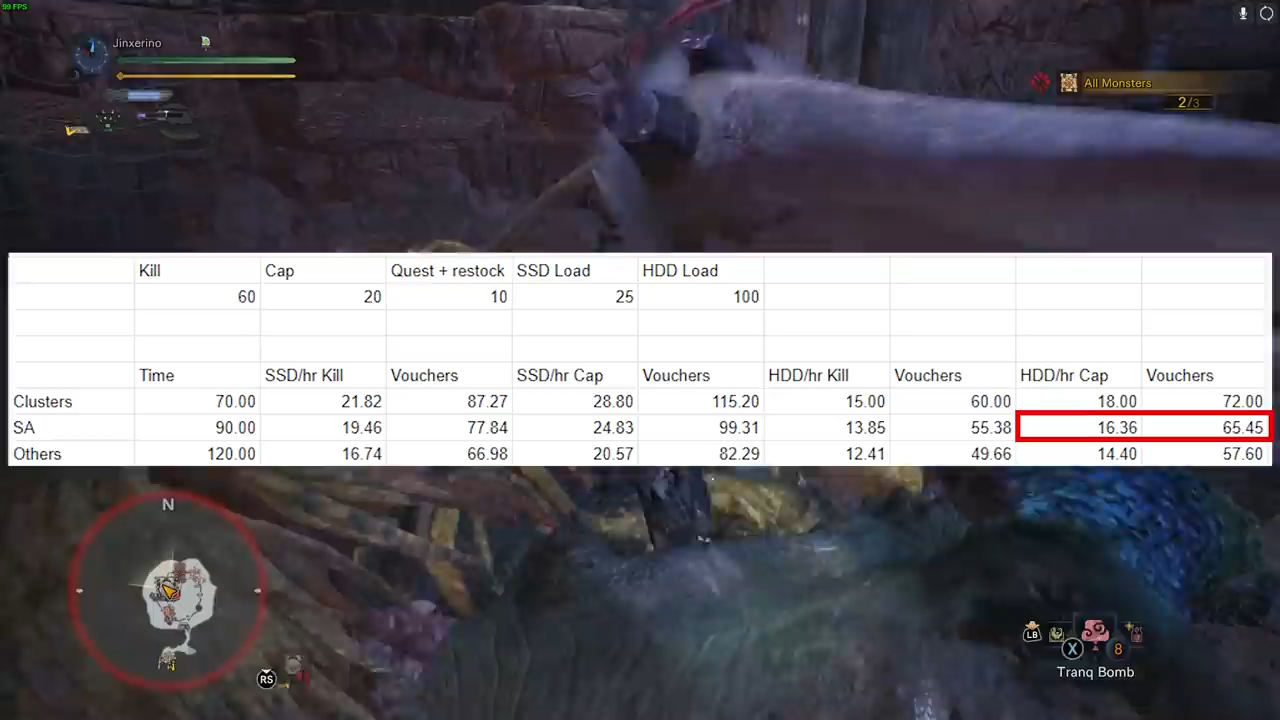 99 FPS
Jinxerino
All Monsters
2/3
Kill Cap Quest + restock SSD Load HDD Load
60 20 10 25 100
Time SSD/hr Kill Vouchers SSD/hr Cap Vouchers HDD/hr Kill Vouchers HDD/hr Cap Vouchers
Clusters 70.00 21.82 87.27 28.80 115.20 15.00 60.00 18.00 72.00
SA 90.00 19.46 77.84 24.83 99.31 13.85 55.38 16.36 65.45
Others 120.00 16.74 66.98 20.57 82.29 12.41 49.66 14.40 57.60
N
LB
X 8
RS
Tranq Bomb